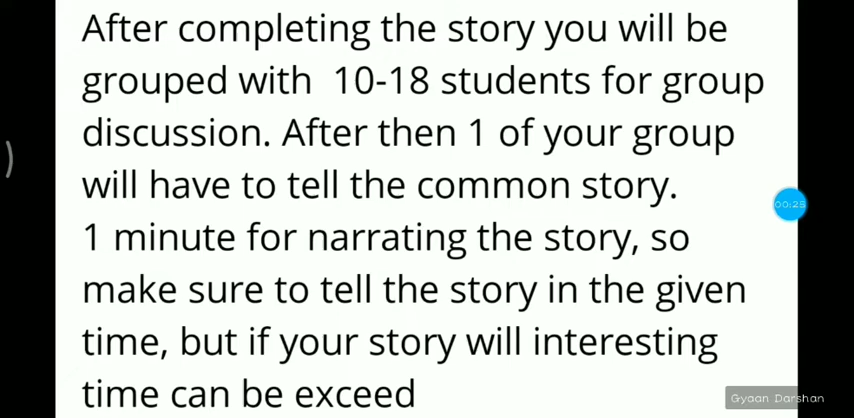 After completing the story you will be
grouped with 10-18 students for group
discussion. After then 1 of your group
will have to tell the common story.
1 minute for narrating the story, so
make sure to tell the story in the given
time, but if your story will interesting
time can be exceed
00:25
Gyaan Darshan